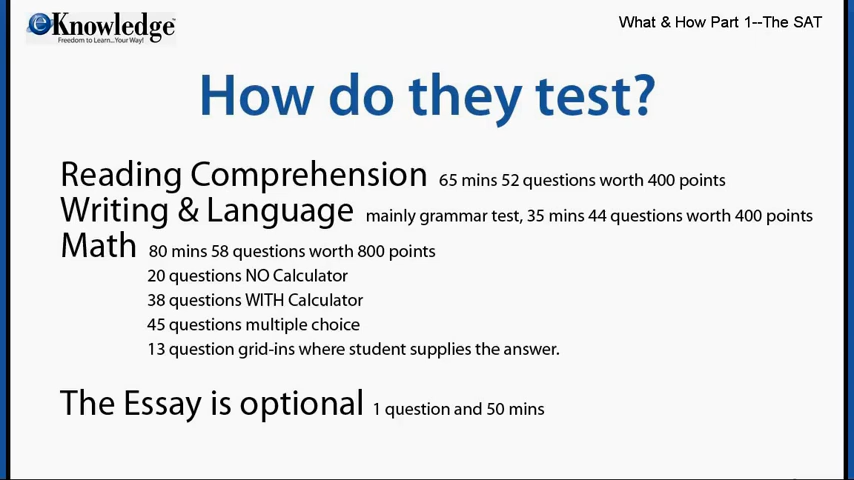 eKnowledge™
Freedom to Learn...Your Way!
What & How Part 1--The SAT
How do they test?
Reading Comprehension 65 mins 52 questions worth 400 points
Writing & Language mainly grammar test, 35 mins 44 questions worth 400 points
Math 80 mins 58 questions worth 800 points
20 questions NO Calculator
38 questions WITH Calculator
45 questions multiple choice
13 question grid-ins where student supplies the answer.
The Essay is optional 1 question and 50 mins